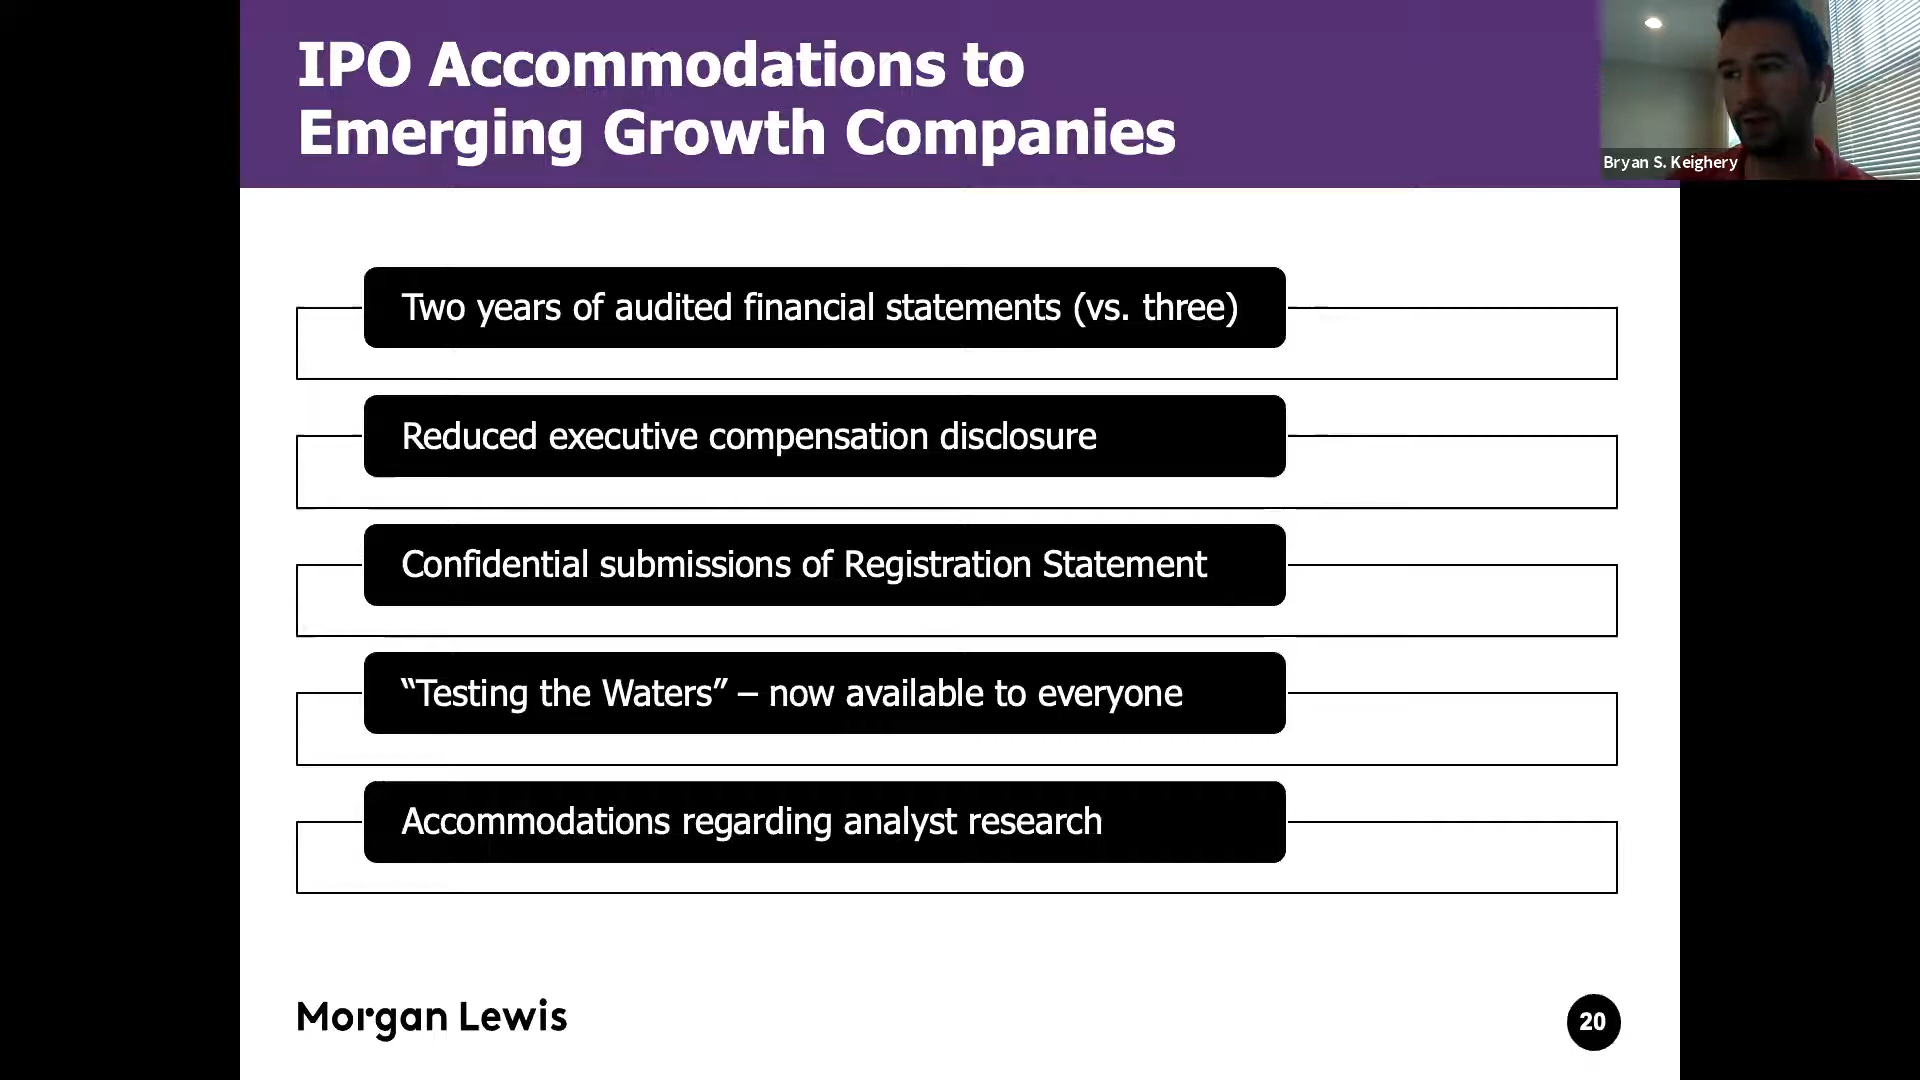 IPO Accommodations to
Emerging Growth Companies
Bryan S. Keighery
Two years of audited financial statements (vs. three)
Reduced executive compensation disclosure
Confidential submissions of Registration Statement
“Testing the Waters” – now available to everyone
Accommodations regarding analyst research
Morgan Lewis
20